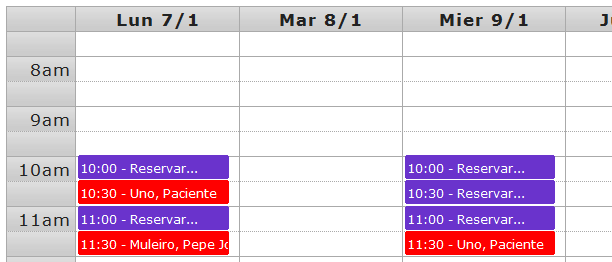 Lun 7/1 Mar 8/1 Mier 9/1
8am
9am
10am 10:00 - Reservar... 10:00 - Reservar...
10:30 - Uno, Paciente 10:30 - Reservar...
11am 11:00 - Reservar... 11:00 - Reservar...
11:30 - Muleiro, Pepe 11:30 - Uno, Paciente